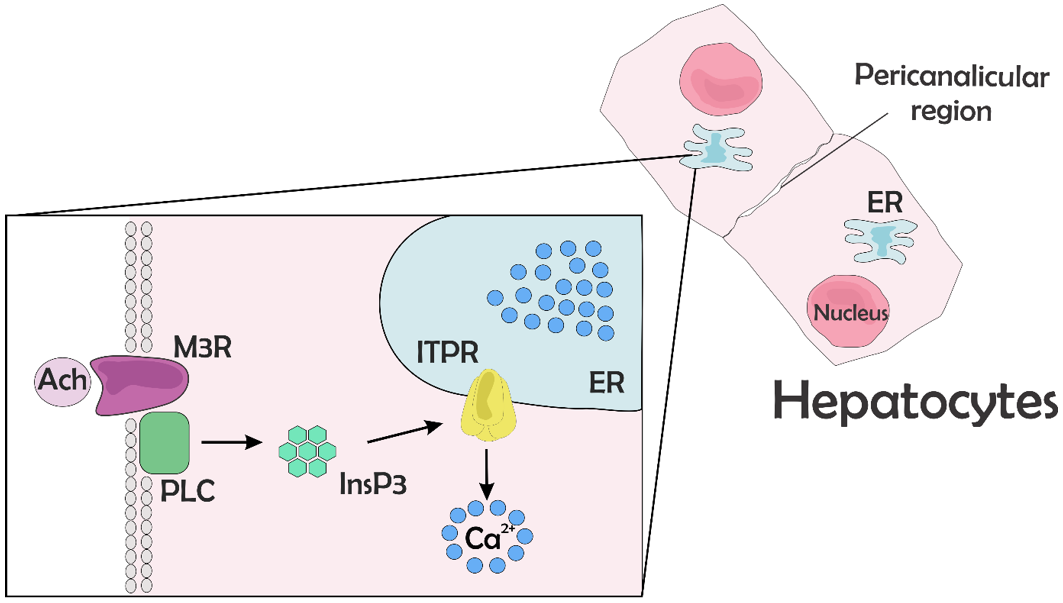 Pericanalicular
region
ER
Nucleus
Hepatocytes
M3R
Ach
PLC
InsP3
ITPR
ER
Ca²⁺